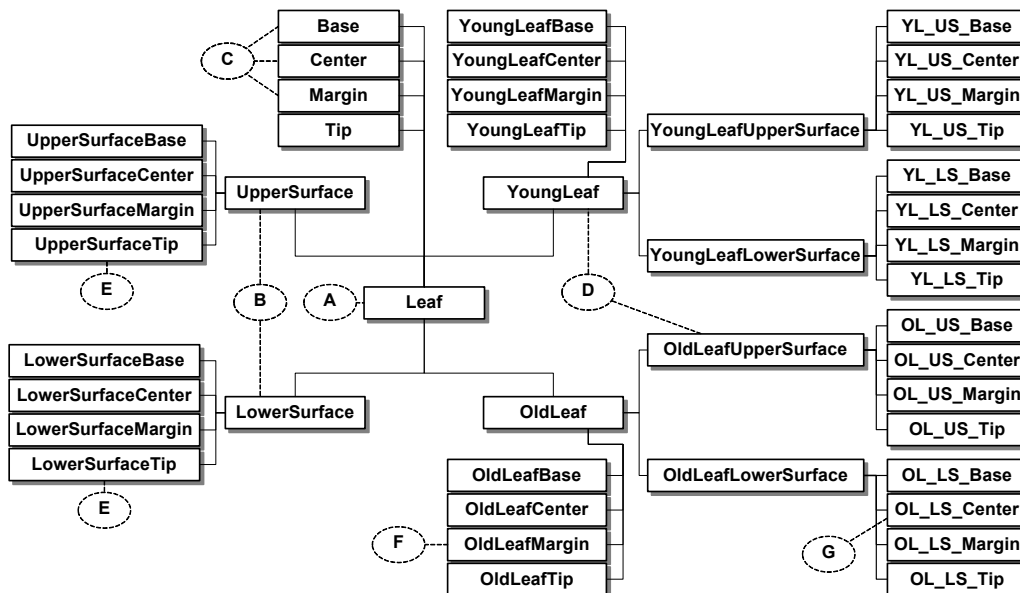 Base
Center
Margin
Tip
C
YoungLeafBase
YoungLeafCenter
YoungLeafMargin
YoungLeafTip
YL_US_Base
YL_US_Center
YL_US_Margin
YL_US_Tip
YoungLeafUpperSurface
UpperSurfaceBase
UpperSurfaceCenter
UpperSurfaceMargin
UpperSurfaceTip
UpperSurface
YoungLeaf
YL_LS_Base
YL_LS_Center
YL_LS_Margin
YL_LS_Tip
YoungLeafLowerSurface
E
B
A
Leaf
D
OldLeafUpperSurface
OL_US_Base
OL_US_Center
OL_US_Margin
OL_US_Tip
LowerSurfaceBase
LowerSurfaceCenter
LowerSurfaceMargin
LowerSurfaceTip
LowerSurface
OldLeaf
E
OldLeafBase
OldLeafCenter
OldLeafMargin
OldLeafTip
F
OldLeafLowerSurface
OL_LS_Base
OL_LS_Center
OL_LS_Margin
OL_LS_Tip
G